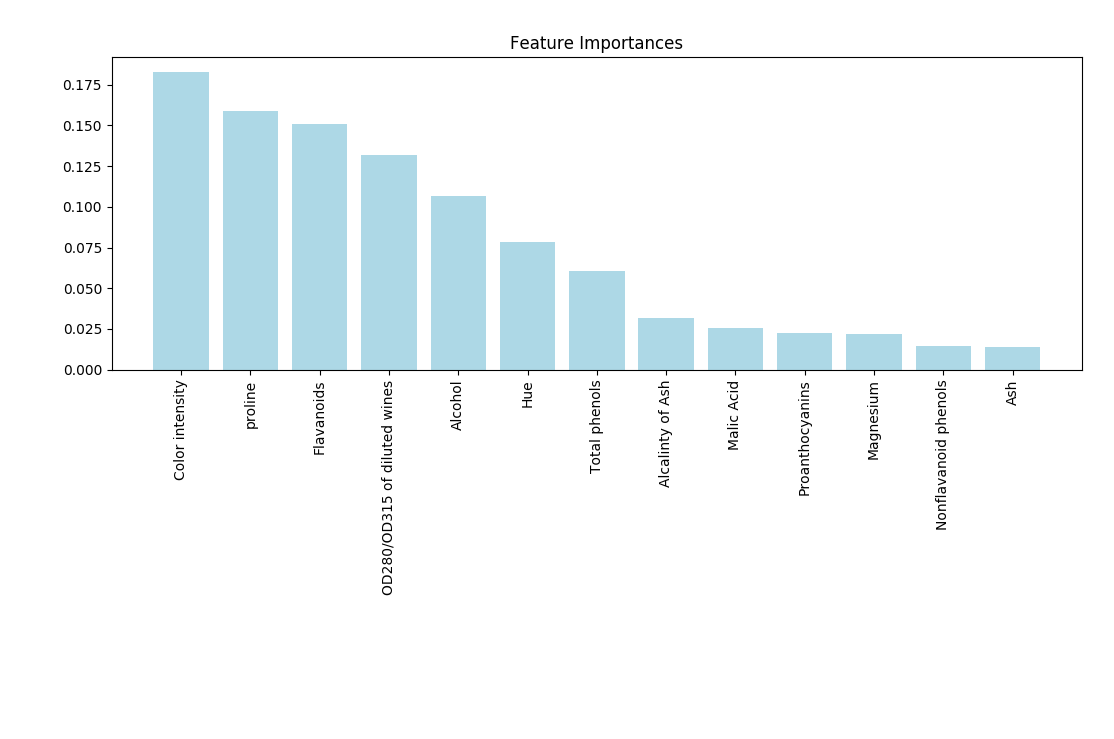 Feature Importances
0.175
0.150
0.125
0.100
0.075
0.050
0.025
0.000
Color intensity
proline
Flavanoids
OD280/OD315 of diluted wines
Alcohol
Hue
Total phenols
Alcalinty of Ash
Malic Acid
Proanthocyanins
Magnesium
Nonflavanoid phenols
Ash